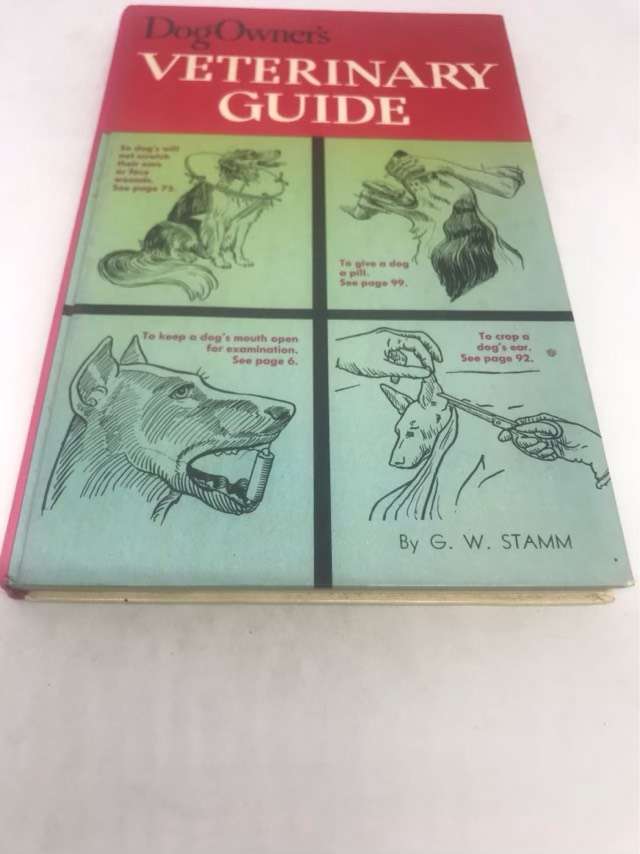 Dog Owner's
VETERINARY
GUIDE
So dog's will
not scratch
their ears
or face
wounds.
See page 75.
To give a dog
a pill.
See page 99.
To keep a dog's mouth open
for examination.
See page 6.
To crop a
dog's ear.
See page 92.
By G. W. STAMM